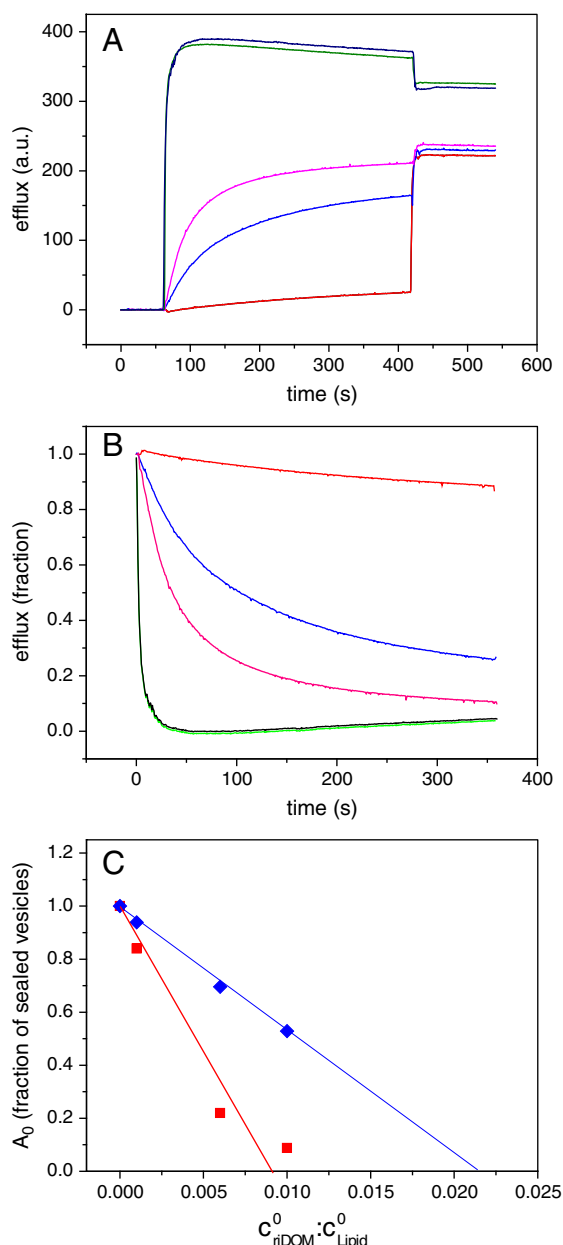 A
400
300
200
100
0
efflux (a.u.)
0 100 200 300 400 500 600
time (s)
B
1.0
0.8
0.6
0.4
0.2
0.0
efflux (fraction)
0 100 200 300 400
time (s)
C
1.2
1.0
0.8
0.6
0.4
0.2
0.0
A0 (fraction of sealed vesicles)
0.000 0.005 0.010 0.015 0.020 0.025
c0riDOM:c0Lipid